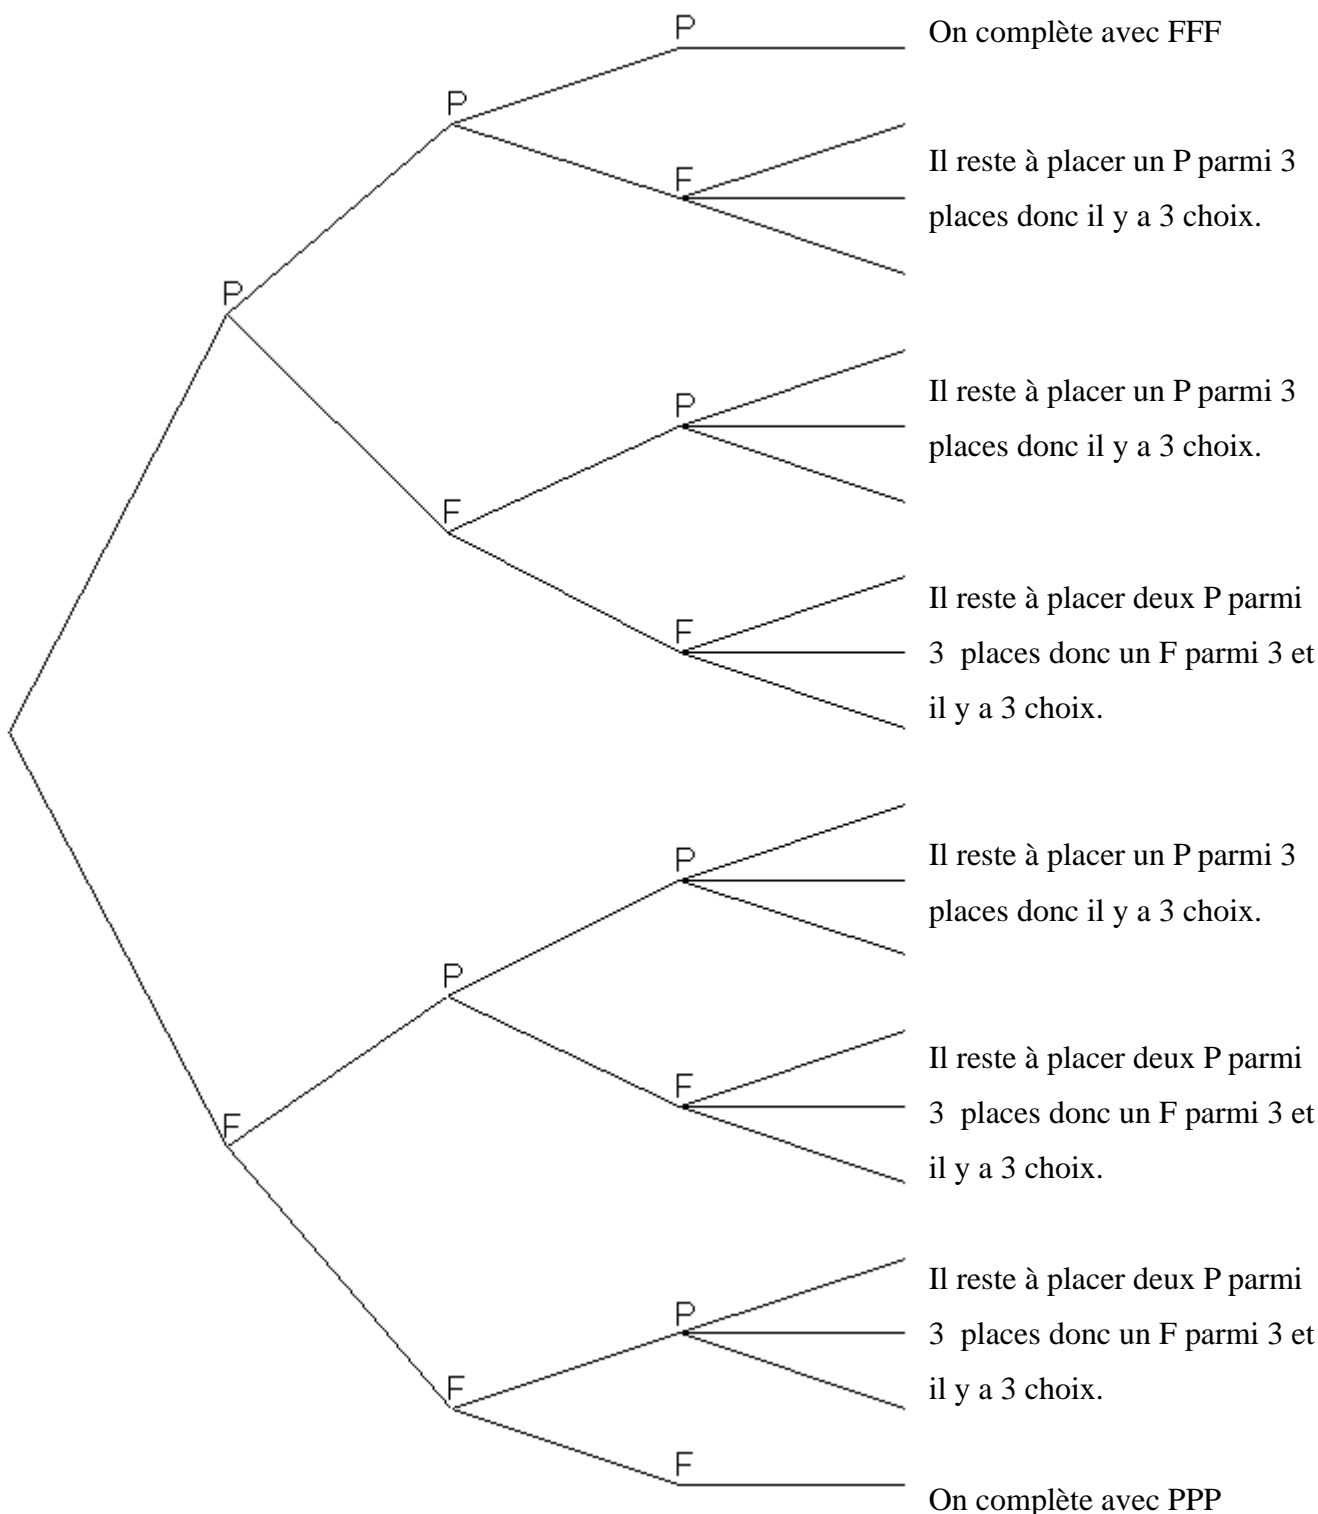 P
On complète avec FFF
P
Il reste à placer un P parmi 3
F
places donc il y a 3 choix.
P
Il reste à placer un P parmi 3
P
places donc il y a 3 choix.
F
Il reste à placer deux P parmi
F
3 places donc un F parmi 3 et
il y a 3 choix.
Il reste à placer un P parmi 3
P
places donc il y a 3 choix.
P
Il reste à placer deux P parmi
F
3 places donc un F parmi 3 et
F
il y a 3 choix.
Il reste à placer deux P parmi
P
3 places donc un F parmi 3 et
F
il y a 3 choix.
F
On complète avec PPP